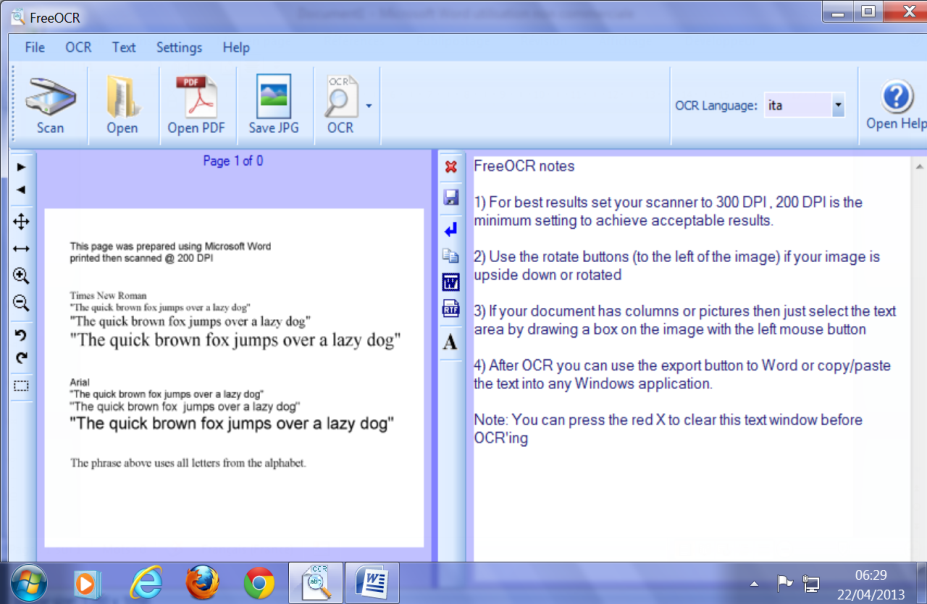 FreeOCR
File OCR Text Settings Help
Scan Open Open PDF Save JPG OCR OCR Language: ita Open Help
Page 1 of 0
This page was prepared using Microsoft Word
printed then scanned @ 200 DPI
Times New Roman
"The quick brown fox jumps over a lazy dog"
"The quick brown fox jumps over a lazy dog"
"The quick brown fox jumps over a lazy dog"
Arial
"The quick brown fox jumps over a lazy dog"
"The quick brown fox jumps over a lazy dog"
"The quick brown fox jumps over a lazy dog"
The phrase above uses all letters from the alphabet.
FreeOCR notes
1) For best results set your scanner to 300 DPI , 200 DPI is the
minimum setting to achieve acceptable results.
2) Use the rotate buttons (to the left of the image) if your image is
upside down or rotated
3) If your document has columns or pictures then just select the text
area by drawing a box on the image with the left mouse button
4) After OCR you can use the export button to Word or copy/paste
the text into any Windows application.
Note: You can press the red X to clear this text window before
OCR'ing
06:29
22/04/2013